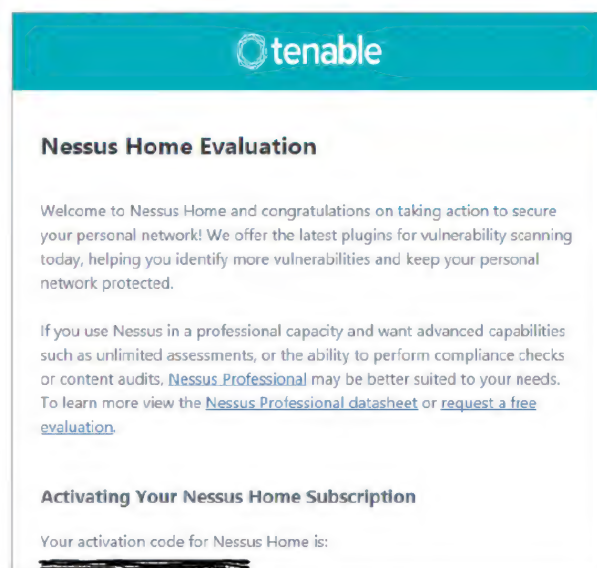 tenable
Nessus Home Evaluation
Welcome to Nessus Home and congratulations on taking action to secure
your personal network! We offer the latest plugins for vulnerability scanning
today, helping you identify more vulnerabilities and keep your personal
network protected.
If you use Nessus in a professional capacity and want advanced capabilities
such as unlimited assessments, or the ability to perform compliance checks
or content audits, Nessus Professional may be better suited to your needs.
To learn more view the Nessus Professional datasheet or request a free
evaluation.
Activating Your Nessus Home Subscription
Your activation code for Nessus Home is: